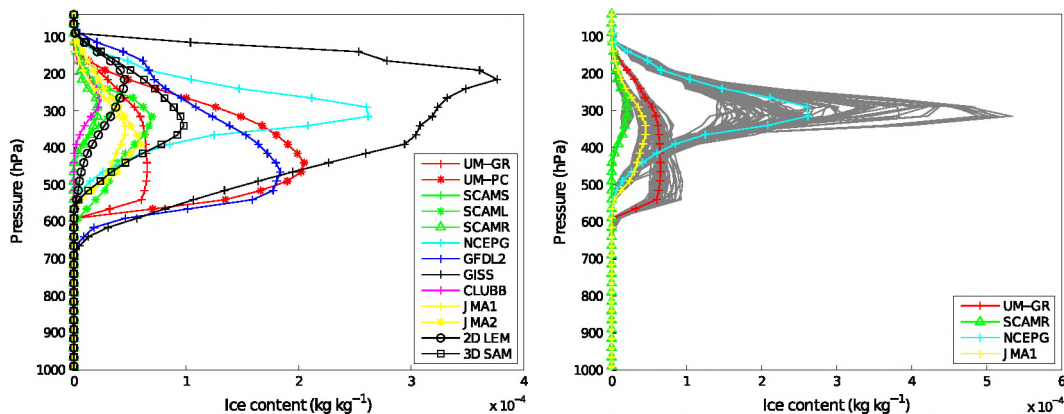 100
200
300
400
500
600
700
800
900
1000
Pressure (hPa)
UM−GR
UM−PC
SCAMS
SCAML
SCAMR
NCEPG
GFDL2
GISS
CLUBB
JMA1
JMA2
2D LEM
3D SAM
0 1 2 3 4
Ice content (kg kg⁻¹) x 10⁻⁴
100
200
300
400
500
600
700
800
900
1000
Pressure (hPa)
UM−GR
SCAMR
NCEPG
JMA1
0 1 2 3 4 5 6
Ice content (kg kg⁻¹) x 10⁻⁴